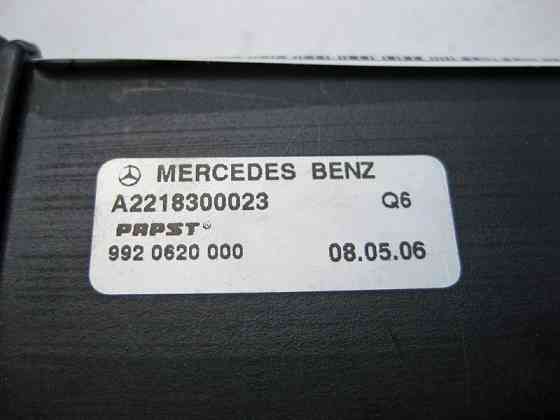 MERCEDES BENZ
A2218300023 Q6
PAPST
992 0620 000 08.05.06